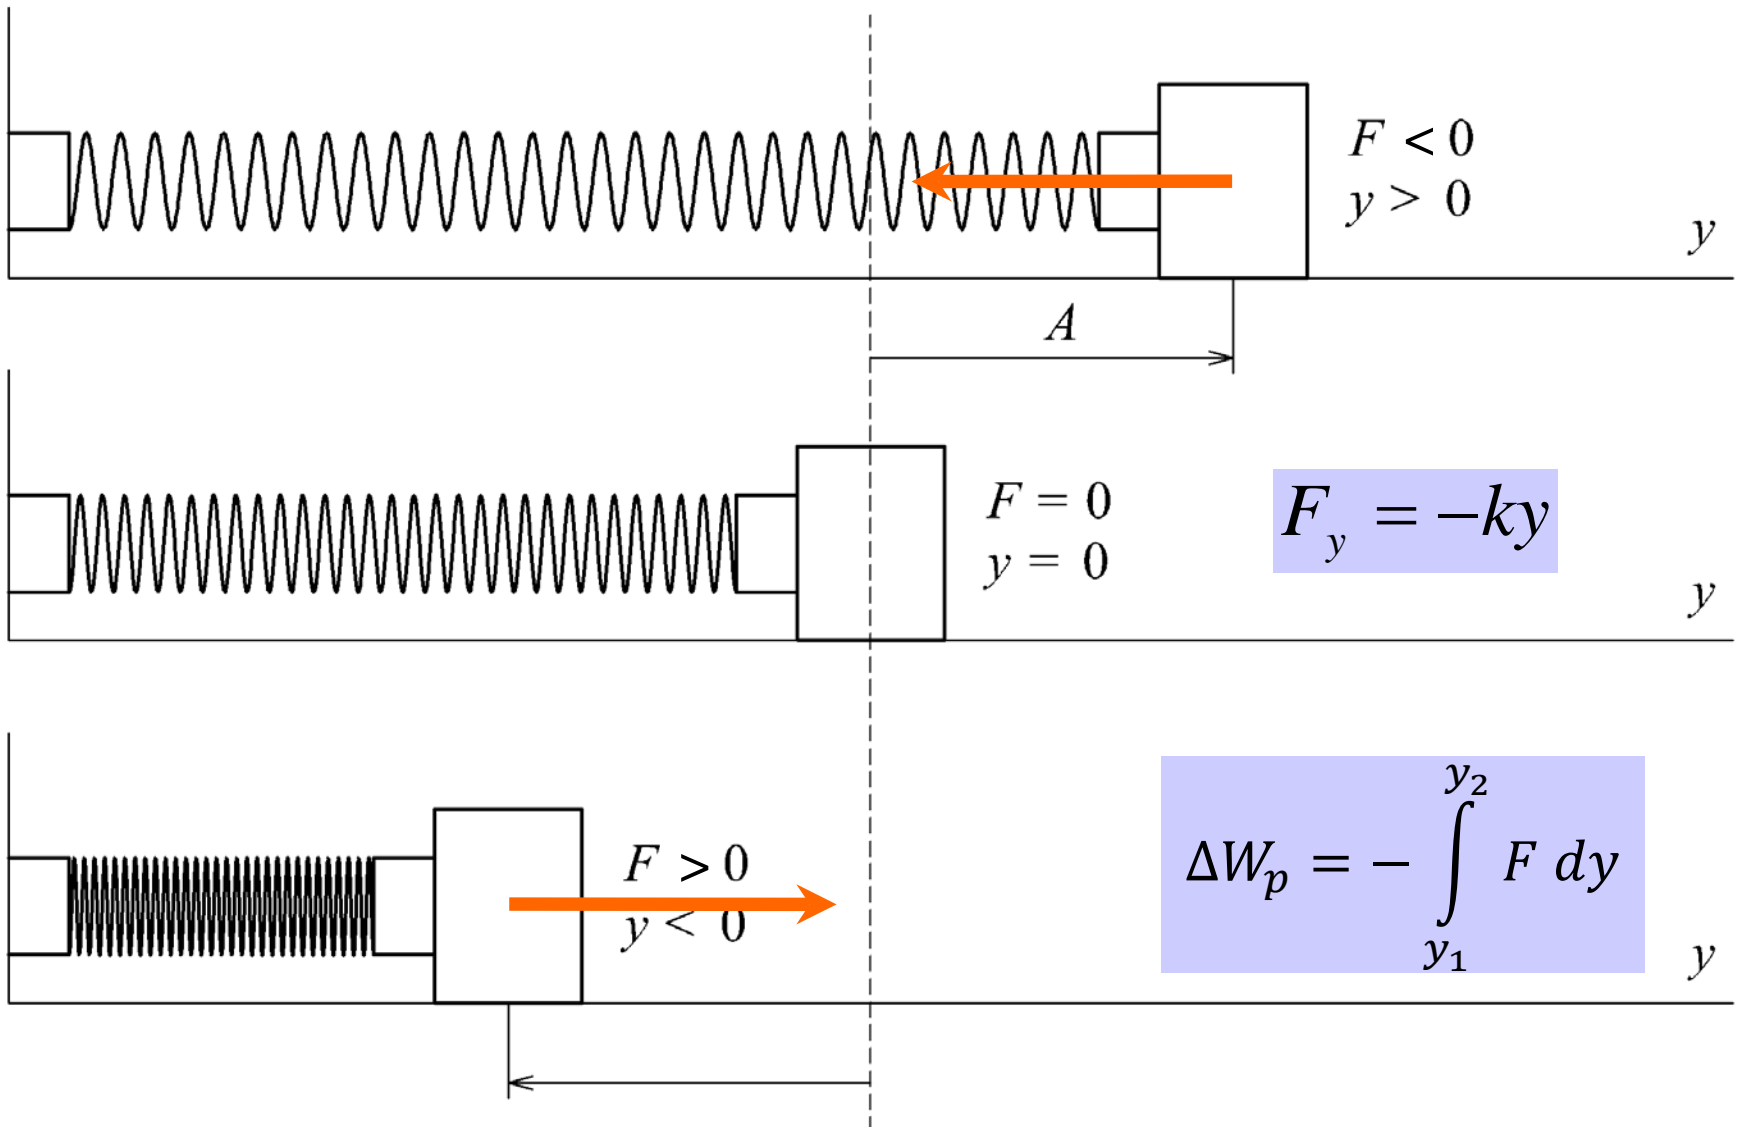 F < 0
y > 0
y
A
F = 0
y = 0
F_y = −ky
y
F > 0
y < 0
ΔW_p = − ∫_{y_1}^{y_2} F dy
y